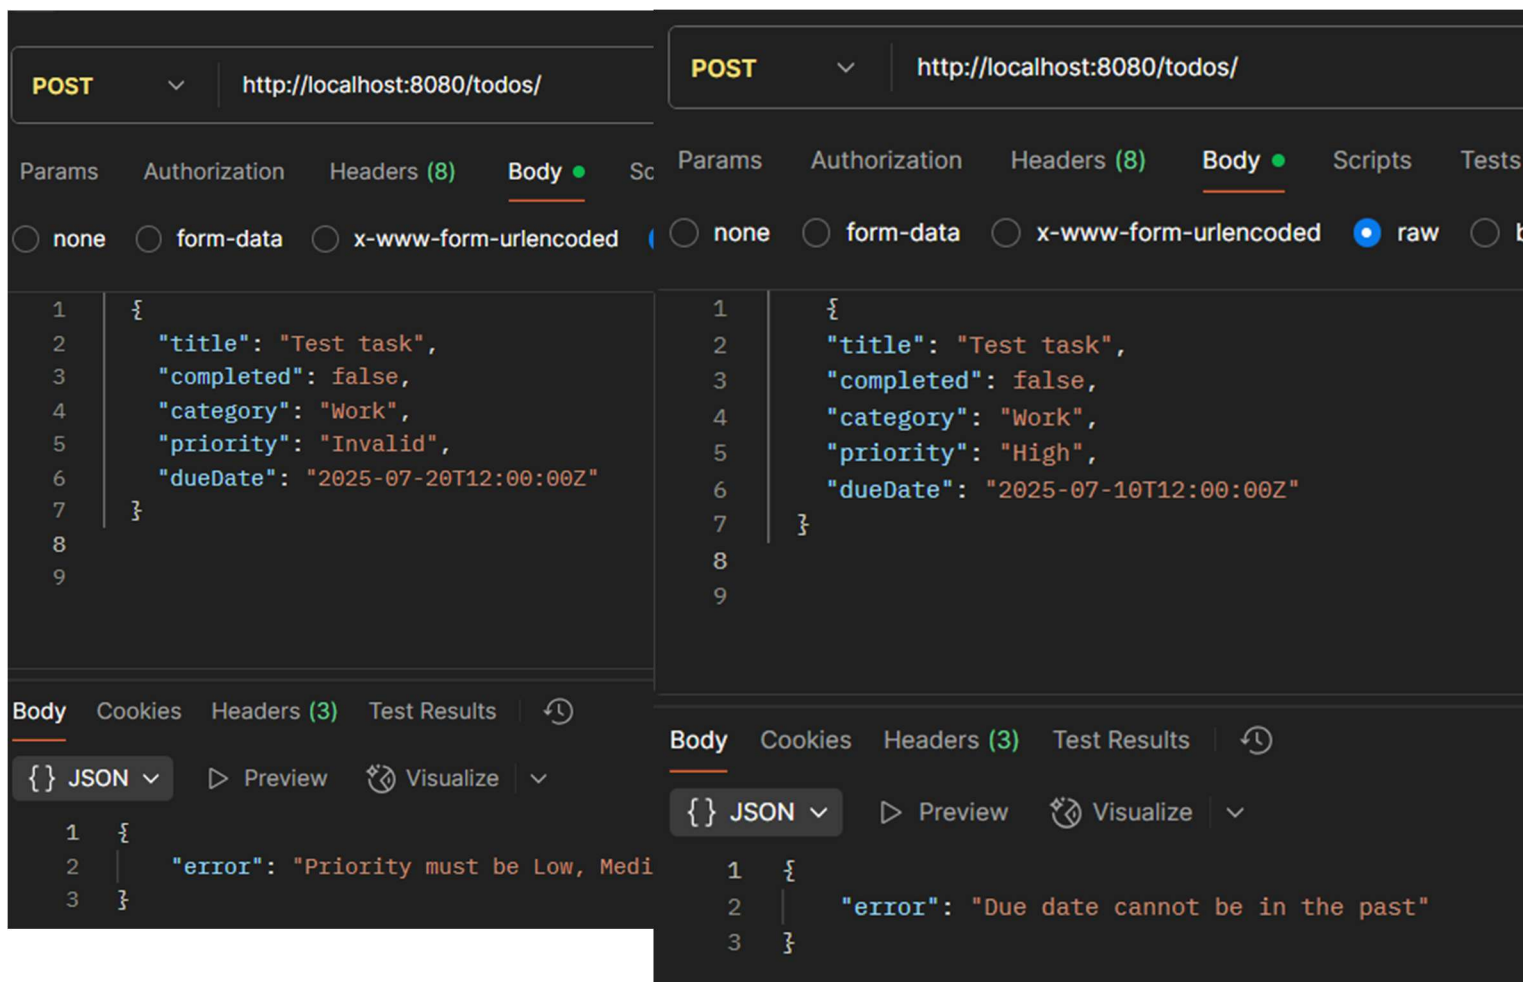 POST http://localhost:8080/todos/
Params Authorization Headers (8) Body
none form-data x-www-form-urlencoded
1 {
2 "title": "Test task",
3 "completed": false,
4 "category": "Work",
5 "priority": "Invalid",
6 "dueDate": "2025-07-20T12:00:00Z"
7 }
8
9
Body Cookies Headers (3) Test Results
{} JSON Preview Visualize
1 {
2 "error": "Priority must be Low, Medi
3 }
POST http://localhost:8080/todos/
Params Authorization Headers (8) Body Scripts Tests
none form-data x-www-form-urlencoded raw
1 {
2 "title": "Test task",
3 "completed": false,
4 "category": "Work",
5 "priority": "High",
6 "dueDate": "2025-07-10T12:00:00Z"
7 }
8
9
Body Cookies Headers (3) Test Results
{} JSON Preview Visualize
1 {
2 "error": "Due date cannot be in the past"
3 }